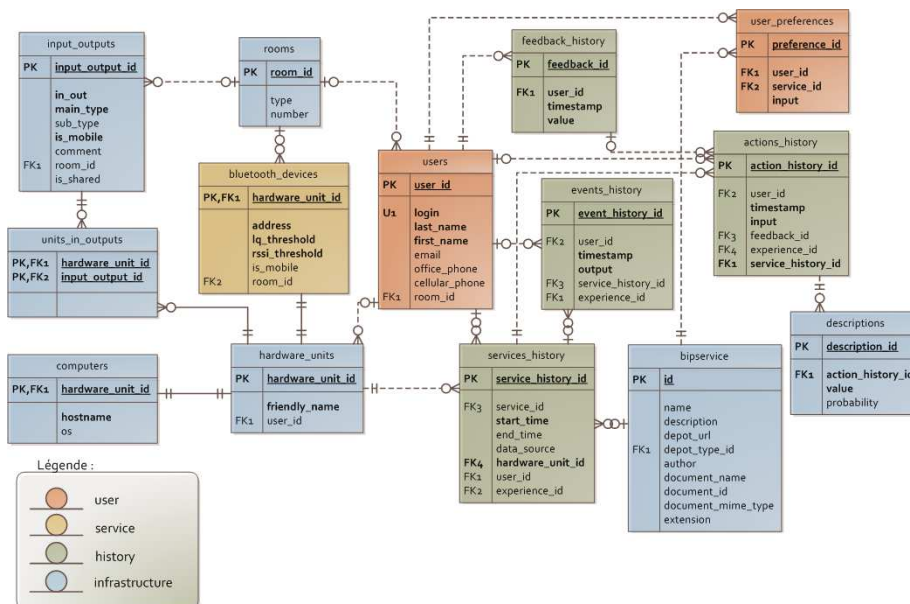 input_outputs
PK input_output_id
in_out
main_type
sub_type
is_mobile
comment
FK1 room_id
is_shared
rooms
PK room_id
type
number
feedback_history
PK feedback_id
FK1 user_id
timestamp
value
user_preferences
PK preference_id
FK1 user_id
FK2 service_id
input
bluetooth_devices
PK,FK1 hardware_unit_id
address
lq_threshold
rssi_threshold
is_mobile
FK2 room_id
users
PK user_id
U1 login
last_name
first_name
email
office_phone
cellular_phone
FK1 room_id
events_history
PK event_history_id
FK2 user_id
timestamp
output
FK3 service_history_id
FK1 experience_id
actions_history
PK action_history_id
FK2 user_id
timestamp
input
FK3 feedback_id
FK4 experience_id
FK1 service_history_id
units_in_outputs
PK,FK1 hardware_unit_id
PK,FK2 input_output_id
computers
PK,FK1 hardware_unit_id
hostname
os
hardware_units
PK hardware_unit_id
friendly_name
FK1 user_id
services_history
PK service_history_id
FK3 service_id
start_time
end_time
data_source
FK4 hardware_unit_id
FK1 user_id
FK2 experience_id
bipservice
PK id
name
description
depot_url
FK1 depot_type_id
author
document_name
document_id
document_mime_type
extension
descriptions
PK description_id
FK1 action_history_id
value
probability
Légende :
user
service
history
infrastructure